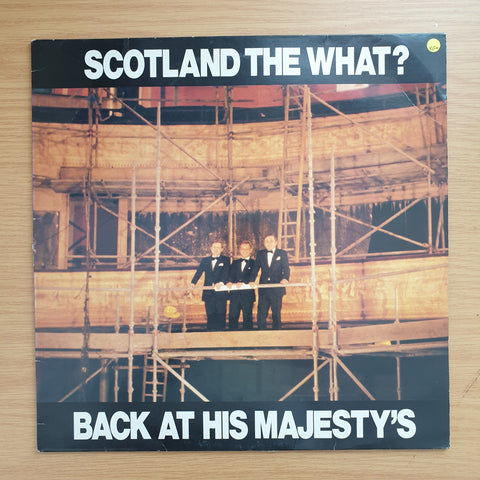 SCOTLAND THE WHAT?
BACK AT HIS MAJESTY'S